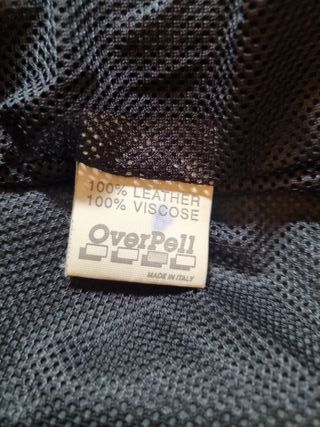 100% LEATHER
100% VISCOSE
OverPell
MADE IN ITALY